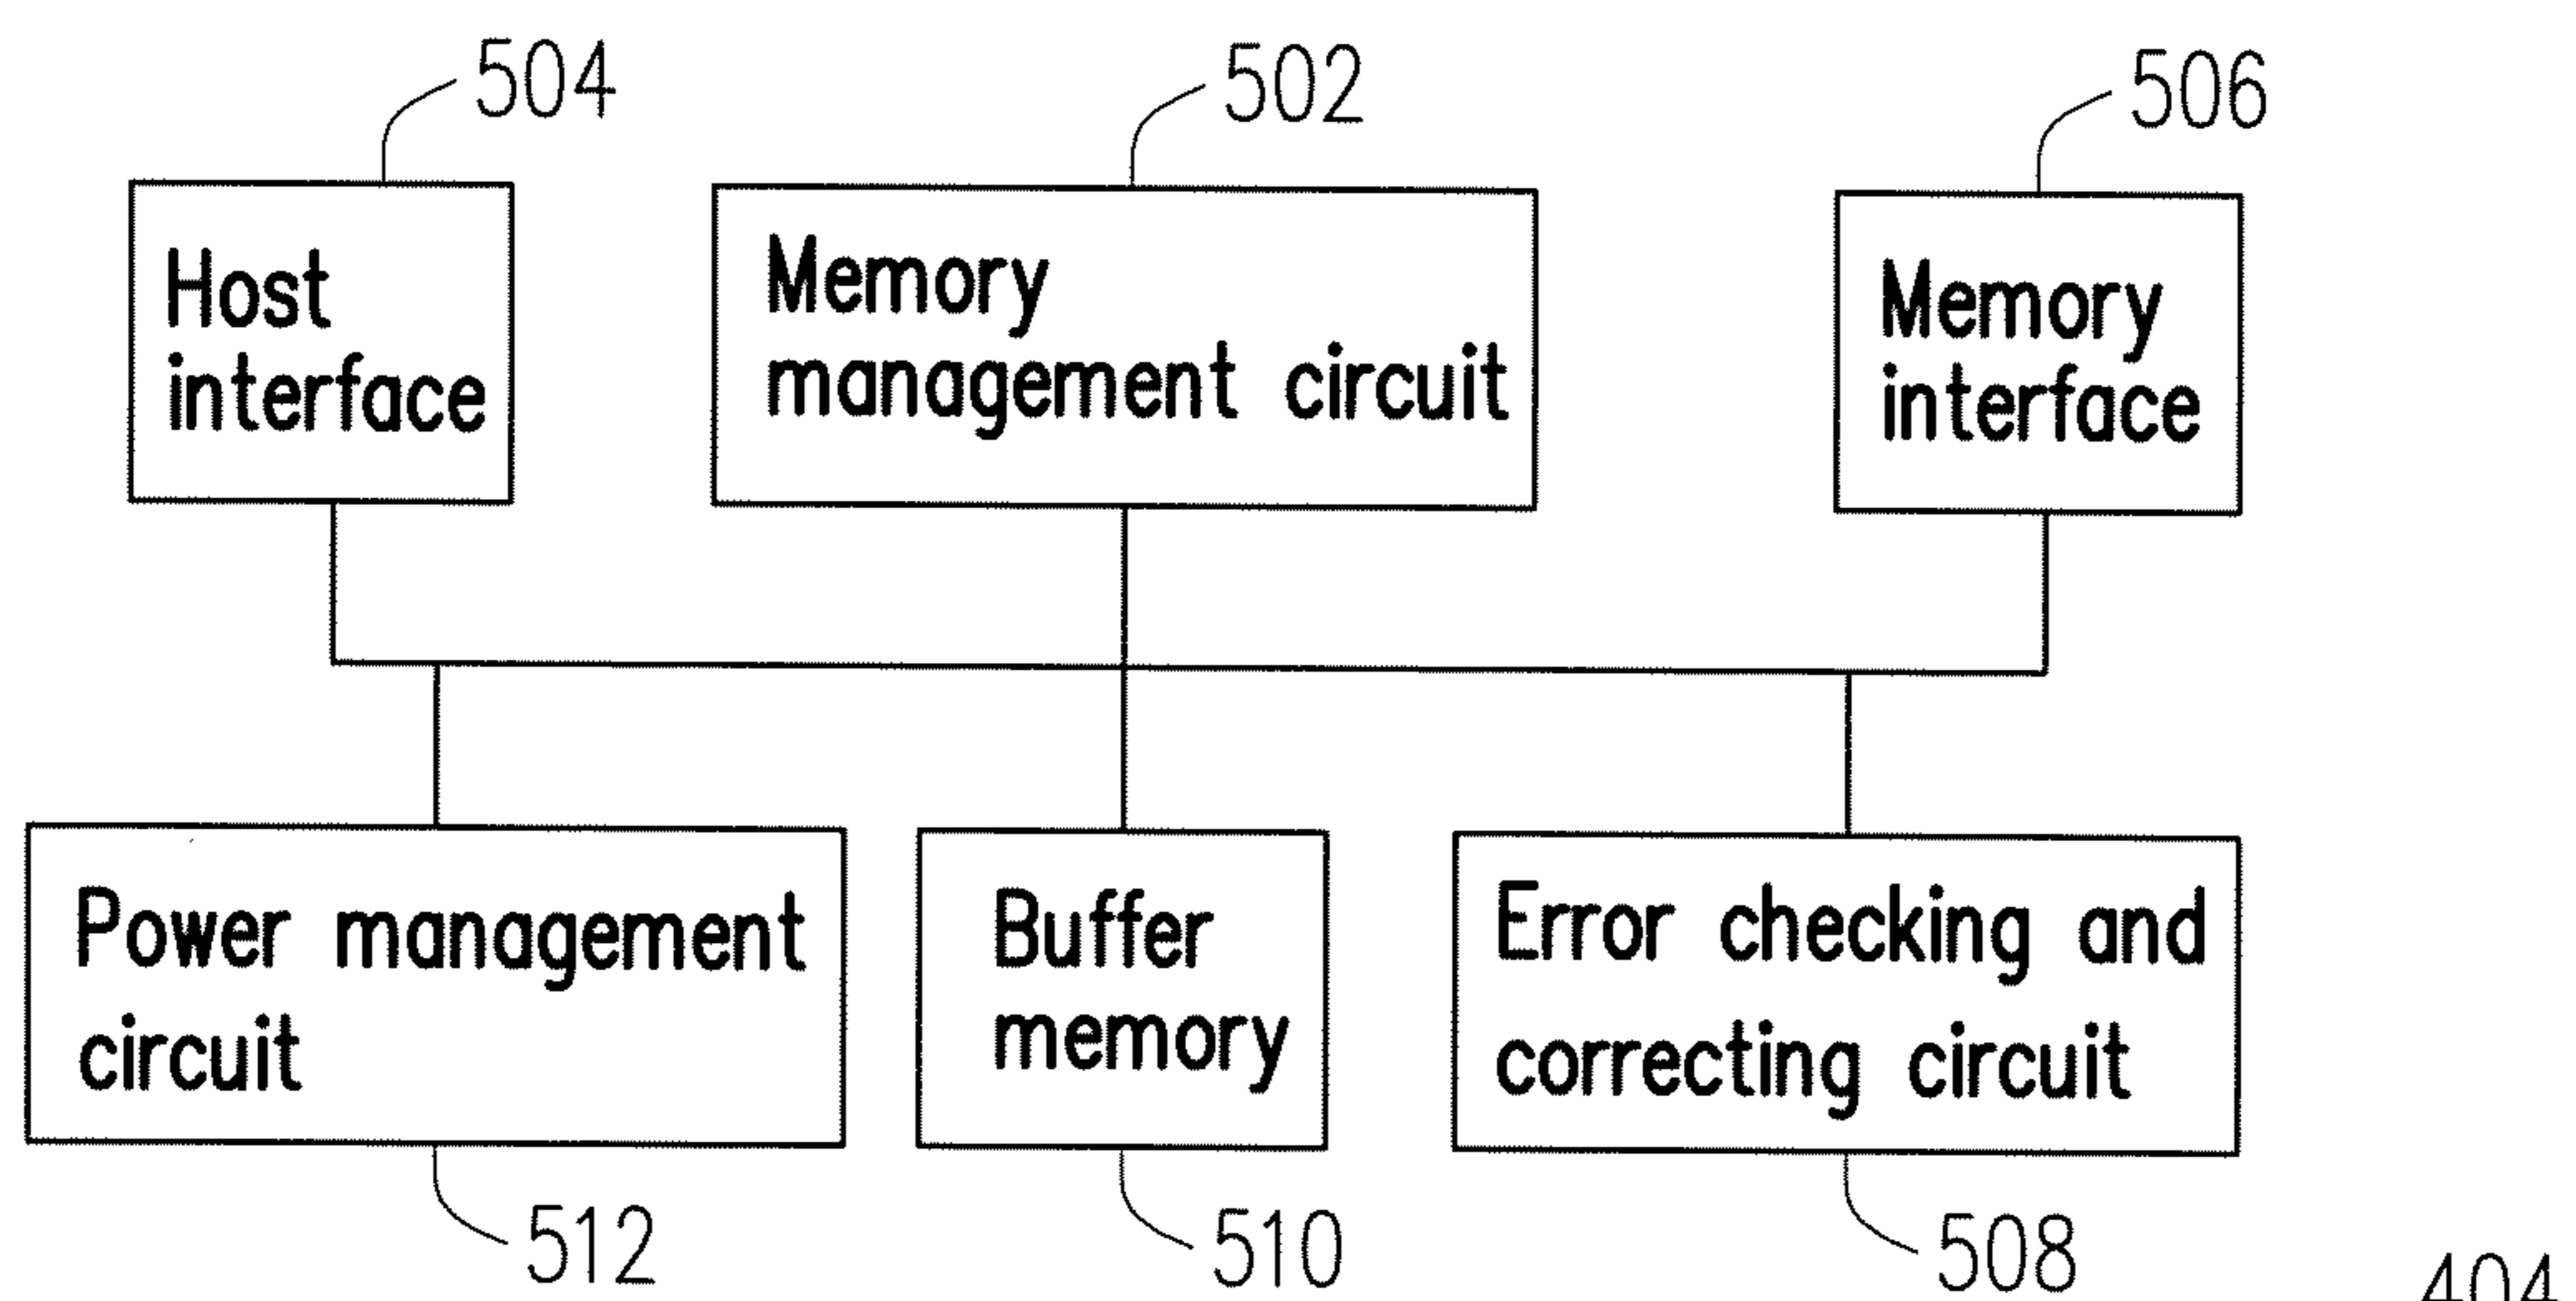 504
502
506
Host
interface
Memory
management circuit
Memory
interface
Power management
circuit
Buffer
memory
Error checking and
correcting circuit
512
510
508
404